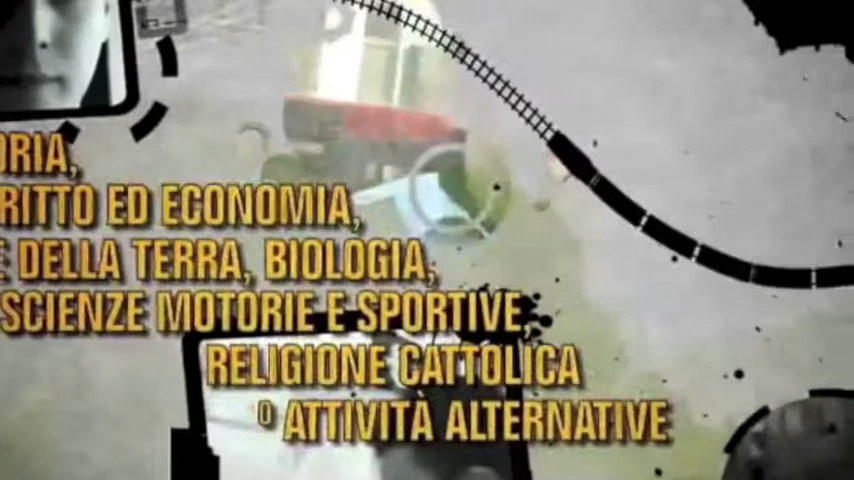 ORIA,
RITTO ED ECONOMIA,
E DELLA TERRA, BIOLOGIA,
SCIENZE MOTORIE E SPORTIVE,
RELIGIONE CATTOLICA
O ATTIVITÀ ALTERNATIVE